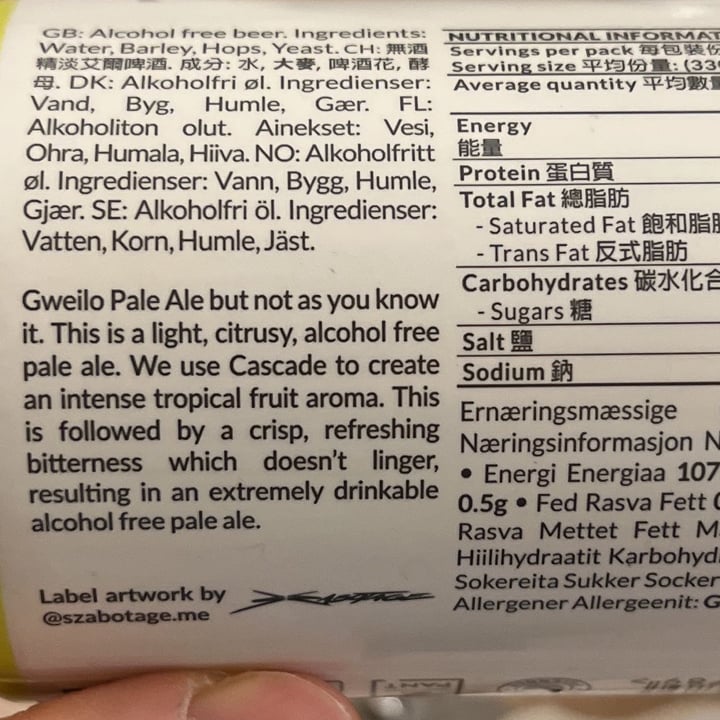 GB: Alcohol free beer. Ingredients:
Water, Barley, Hops, Yeast. CH: 無酒
精淡艾爾啤酒. 成分: 水, 大麥, 啤酒花, 酵
母. DK: Alkoholfri øl. Ingredienser:
Vand, Byg, Humle, Gær. FL:
Alkoholiton olut. Ainekset: Vesi,
Ohra, Humala, Hiiva. NO: Alkoholfritt
øl. Ingredienser: Vann, Bygg, Humle,
Gjær. SE: Alkoholfri öl. Ingredienser:
Vatten, Korn, Humle, Jäst.
Gweilo Pale Ale but not as you know
it. This is a light, citrusy, alcohol free
pale ale. We use Cascade to create
an intense tropical fruit aroma. This
is followed by a crisp, refreshing
bitterness which doesn't linger,
resulting in an extremely drinkable
alcohol free pale ale.
Label artwork by
@szabotage.me
NUTRITIONAL INFORMAT
Servings per pack 每包裝份
Serving size 平均份量: (33
Average quantity 平均數量
Energy
能量
Protein 蛋白質
Total Fat 總脂肪
- Saturated Fat 飽和脂肪
- Trans Fat 反式脂肪
Carbohydrates 碳水化合
- Sugars 糖
Salt 鹽
Sodium 鈉
Ernæringsmæssige
Næringsinformasjon N
• Energi Energiaa 107
0.5g • Fed Rasva Fett
Rasva Mettet Fett M
Hiilihydraatit Karbohyd
Sokereita Sukker Socker
Allergener Allergeenit: G
PANT